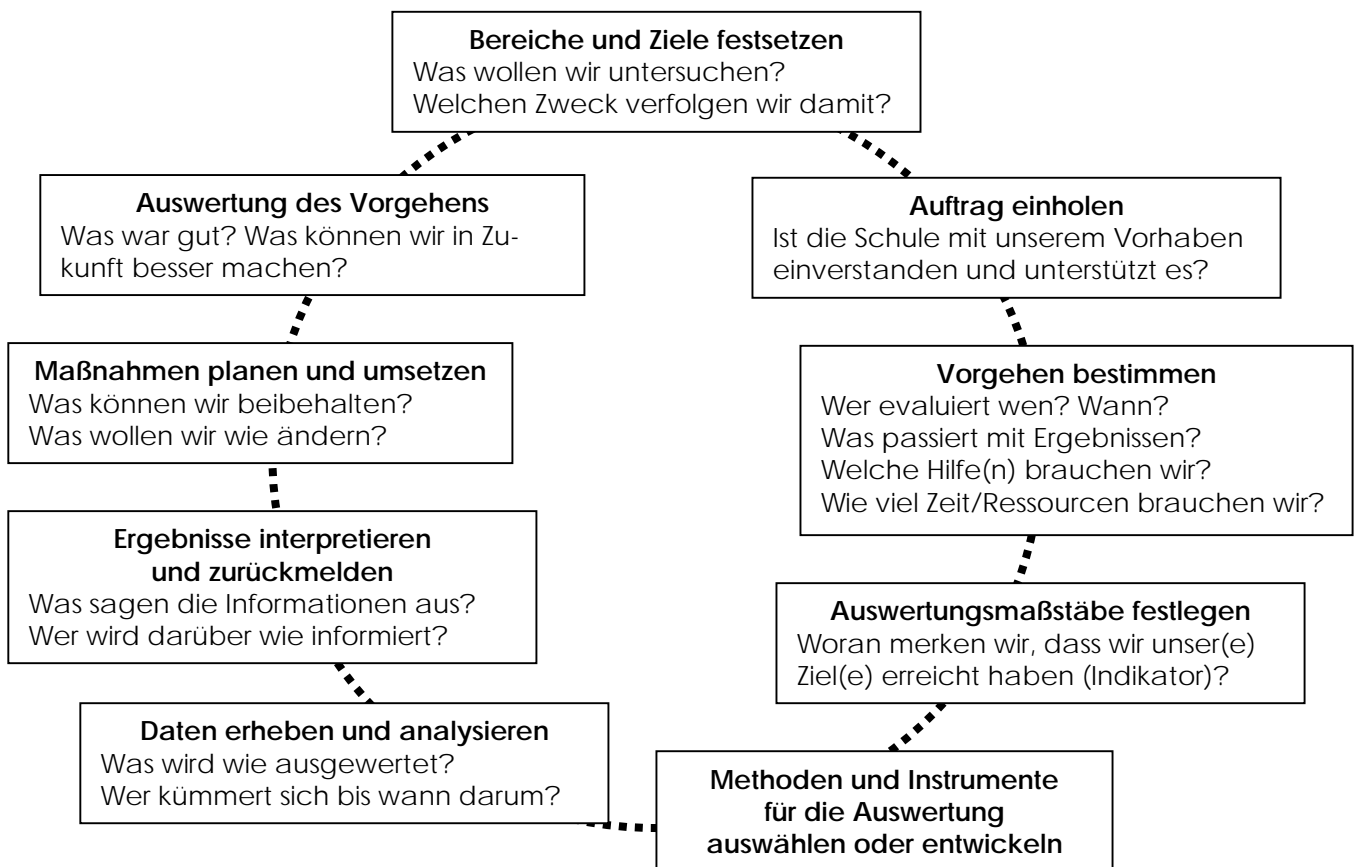 Bereiche und Ziele festsetzen
Was wollen wir untersuchen?
Welchen Zweck verfolgen wir damit?
Auftrag einholen
Ist die Schule mit unserem Vorhaben
einverstanden und unterstützt es?
Vorgehen bestimmen
Wer evaluiert wen? Wann?
Was passiert mit Ergebnissen?
Welche Hilfe(n) brauchen wir?
Wie viel Zeit/Ressourcen brauchen wir?
Auswertungsmaßstäbe festlegen
Woran merken wir, dass wir unser(e)
Ziel(e) erreicht haben (Indikator)?
Methoden und Instrumente
für die Auswertung
auswählen oder entwickeln
Daten erheben und analysieren
Was wird wie ausgewertet?
Wer kümmert sich bis wann darum?
Ergebnisse interpretieren
und zurückmelden
Was sagen die Informationen aus?
Wer wird darüber wie informiert?
Maßnahmen planen und umsetzen
Was können wir beibehalten?
Was wollen wir wie ändern?
Auswertung des Vorgehens
Was war gut? Was können wir in Zu-
kunft besser machen?